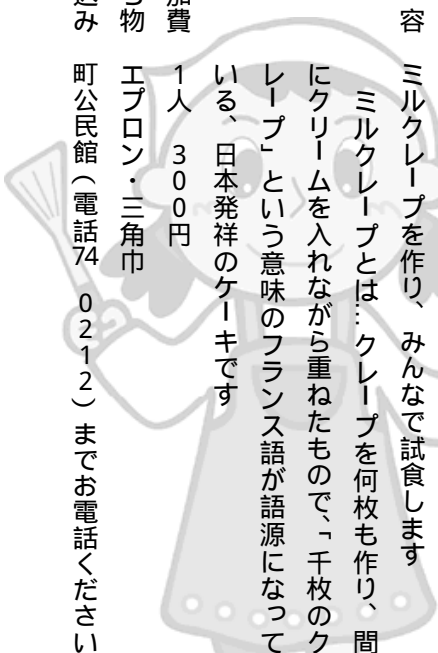 容 ミルクレープを作り、みんなで試食します
ミルクレープとは…クレープを何枚も作り、間
にクリームを入れながら重ねたもので、「千枚のク
レープ」という意味のフランス語が語源になって
いる、日本発祥のケーキです
加費 1人 300円
ち物 エプロン・三角巾
込み 町公民館(電話74 0212)までお電話ください